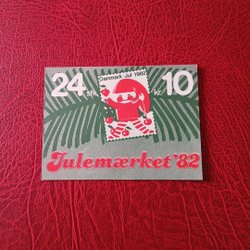 24 stk. kr. 10
Danmark · Jul 1982
Julemærket '82